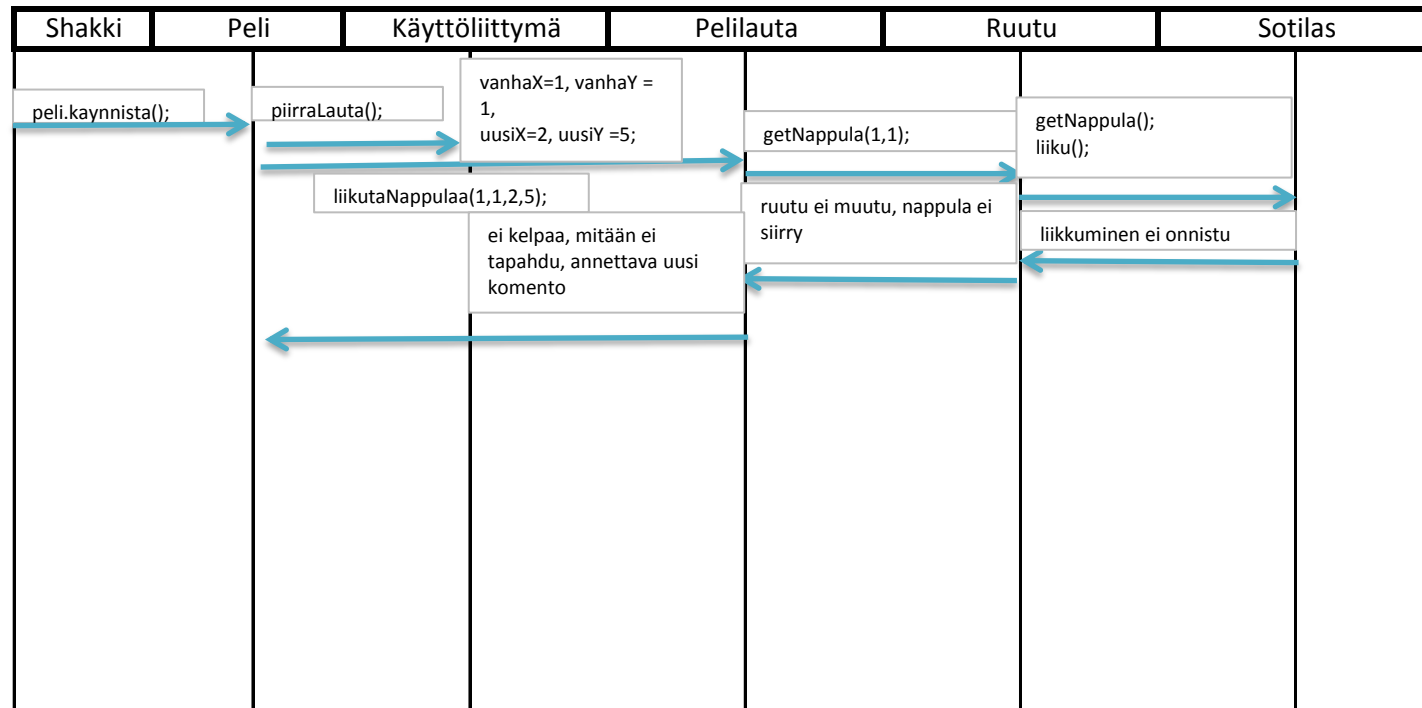 Shakki Peli Käyttöliittymä Pelilauta Ruutu Sotilas
peli.kaynnista();
piirraLauta();
vanhaX=1, vanhaY =
1,
uusiX=2, uusiY =5;
getNappula(1,1);
getNappula();
liiku();
liikutaNappulaa(1,1,2,5);
ruutu ei muutu, nappula ei
siirry
liikkuminen ei onnistu
ei kelpaa, mitään ei
tapahdu, annettava uusi
komento